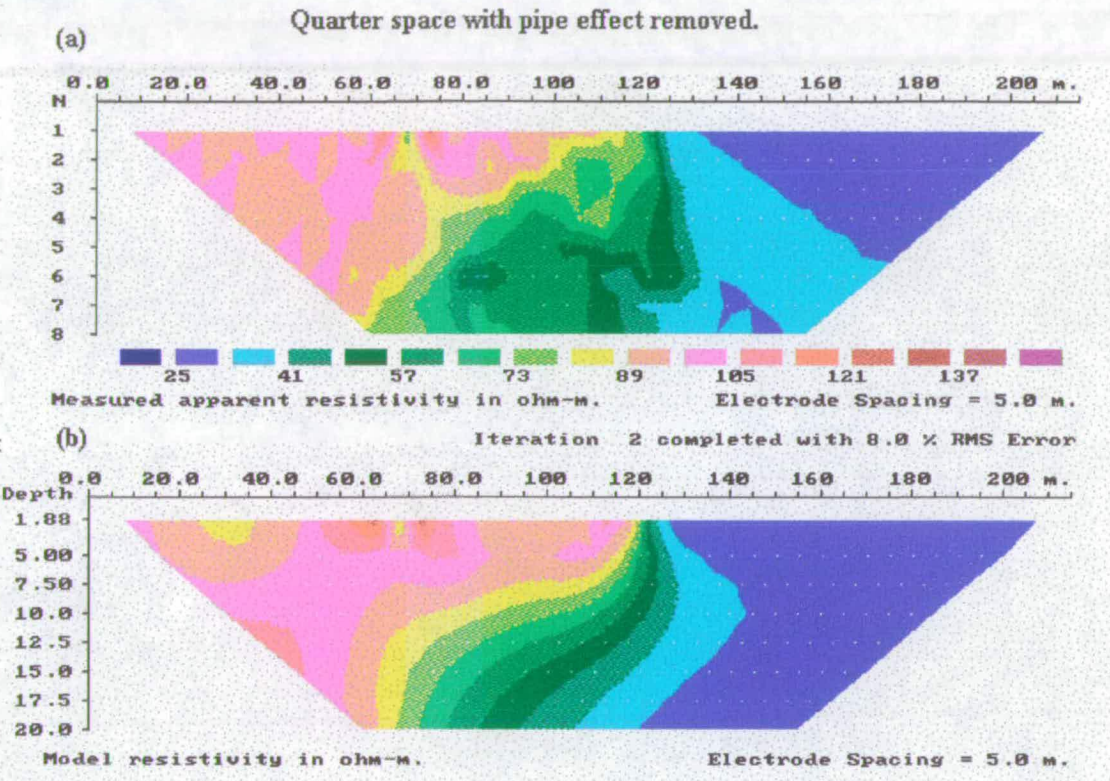 Quarter space with pipe effect removed.
(a)
0.0 20.0 40.0 60.0 80.0 100 120 140 160 180 200 m.
N
1
2
3
4
5
6
7
8
25 41 57 73 89 105 121 137
Measured apparent resistivity in ohm-m. Electrode Spacing = 5.0 m.
(b) Iteration 2 completed with 8.0 % RMS Error
Depth 0.0 20.0 40.0 60.0 80.0 100 120 140 160 180 200 m.
1.88
5.00
7.50
10.0
12.5
15.0
17.5
20.0
Model resistivity in ohm-m. Electrode Spacing = 5.0 m.